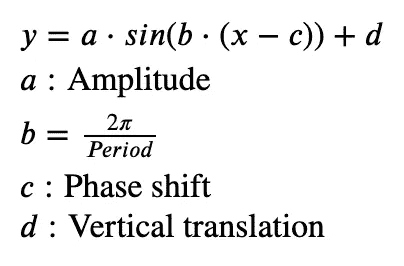 y = a · sin(b · (x − c)) + d
a : Amplitude
b = 2π / Period
c : Phase shift
d : Vertical translation